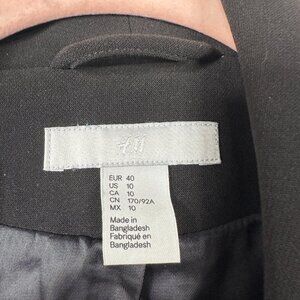 H&M
EUR 40
US 10
CA 10
CN 170/92A
MX 10
Made in
Bangladesh
Fabriqué en
Bangladesh